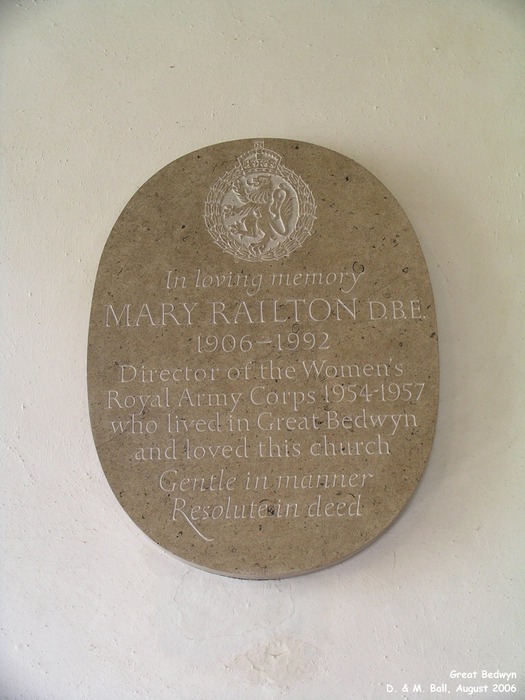 In loving memory
MARY RAILTON D.B.E.
1906–1992
Director of the Women's
Royal Army Corps 1954-1957
who lived in Great Bedwyn
and loved this church
Gentle in manner
Resolute in deed
Great Bedwyn
D. & M. Ball, August 2006